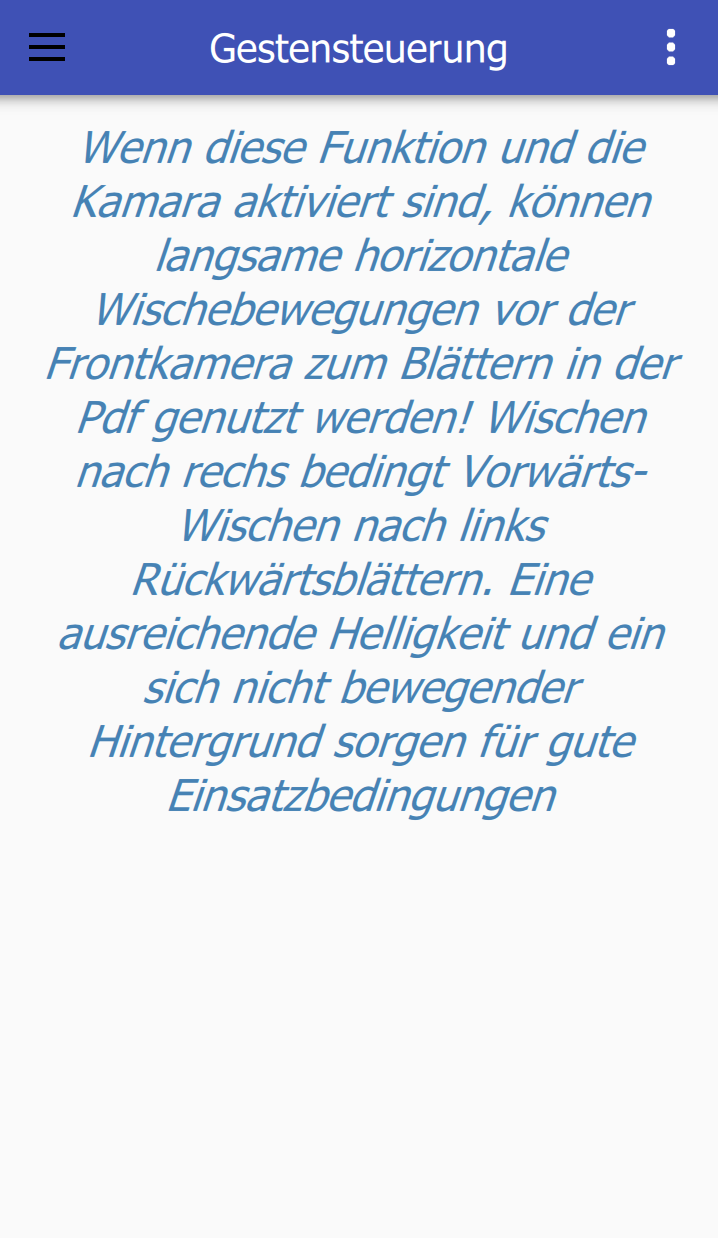 Gestensteuerung
Wenn diese Funktion und die
Kamara aktiviert sind, können
langsame horizontale
Wischebewegungen vor der
Frontkamera zum Blättern in der
Pdf genutzt werden! Wischen
nach rechs bedingt Vorwärts-
Wischen nach links
Rückwärtsblättern. Eine
ausreichende Helligkeit und ein
sich nicht bewegender
Hintergrund sorgen für gute
Einsatzbedingungen